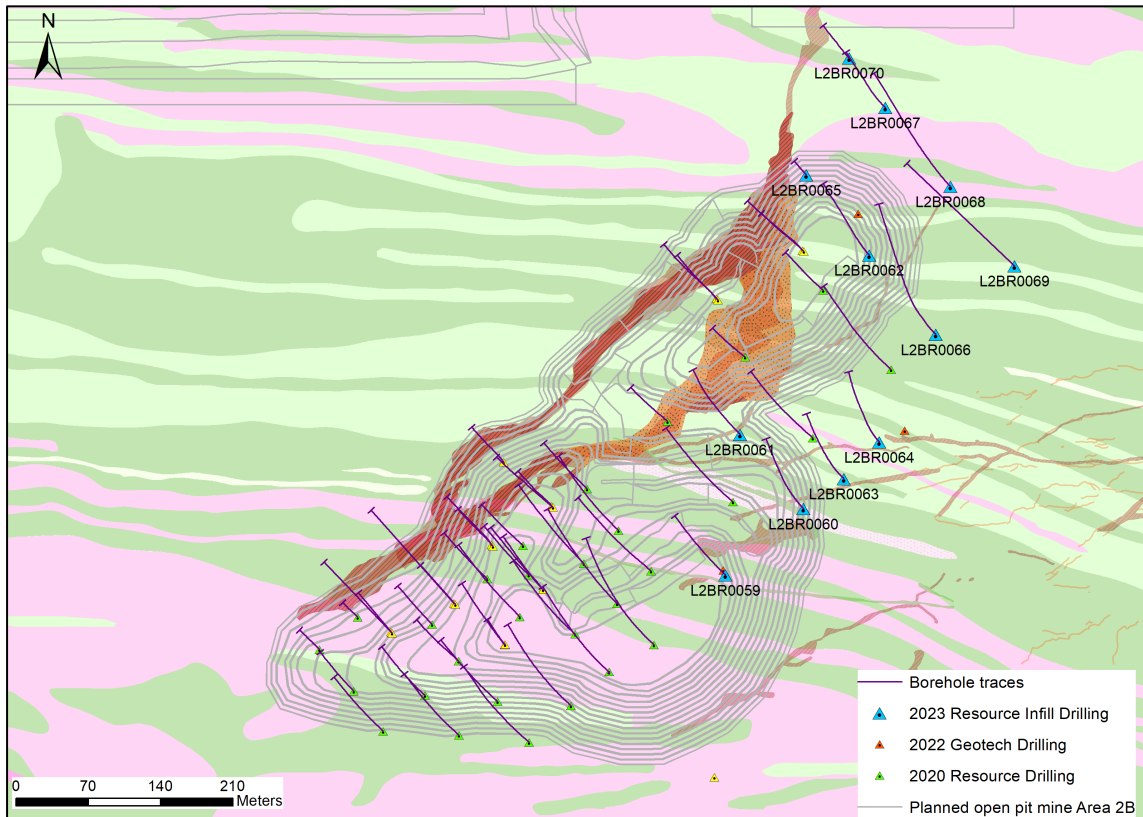 N
L2BR0070
L2BR0067
L2BR0065
L2BR0068
L2BR0062
L2BR0069
L2BR0066
L2BR0061
L2BR0064
L2BR0063
L2BR0060
L2BR0059
Borehole traces
2023 Resource Infill Drilling
2022 Geotech Drilling
2020 Resource Drilling
Planned open pit mine Area 2B
0 70 140 210
Meters